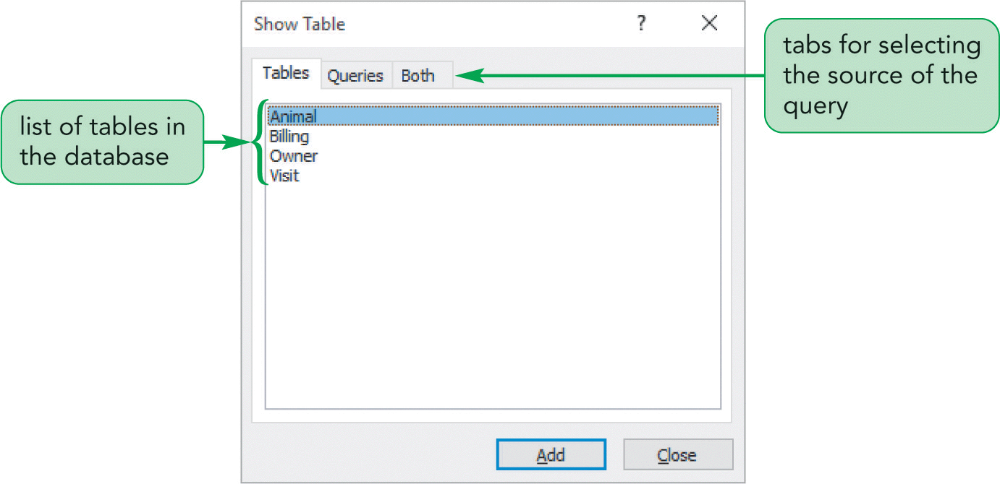 Show Table
?
tabs for selecting
the source of the
query
Tables Queries Both
list of tables in
the database
Animal
Billing
Owner
Visit
Add Close